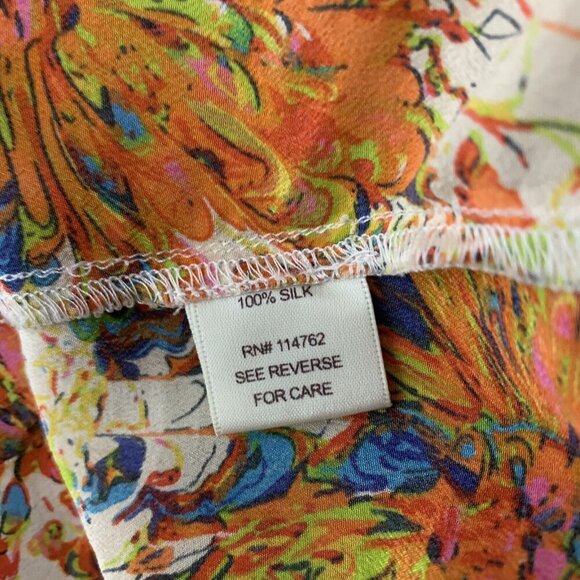 100% SILK
RN# 114762
SEE REVERSE
FOR CARE